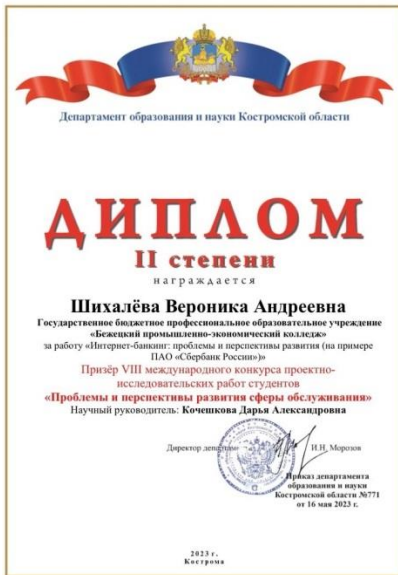 Департамент образования и науки Костромской области
ДИПЛОМ
II степени
награждается
Шихалёва Вероника Андреевна
Государственное бюджетное профессиональное образовательное учреждение
«Бежецкий промышленно-экономический колледж»
за работу «Интернет-банкинг: проблемы и перспективы развития (на примере
ПАО «Сбербанк России»)»
Призёр VIII международного конкурса проектно-
исследовательских работ студентов
«Проблемы и перспективы развития сферы обслуживания»
Научный руководитель: Кочешкова Дарья Александровна
Директор И.Н. Морозов
Приказ департамента
образования и науки
Костромской области №771
от 16 мая 2023 г.
2023 г.
Кострома